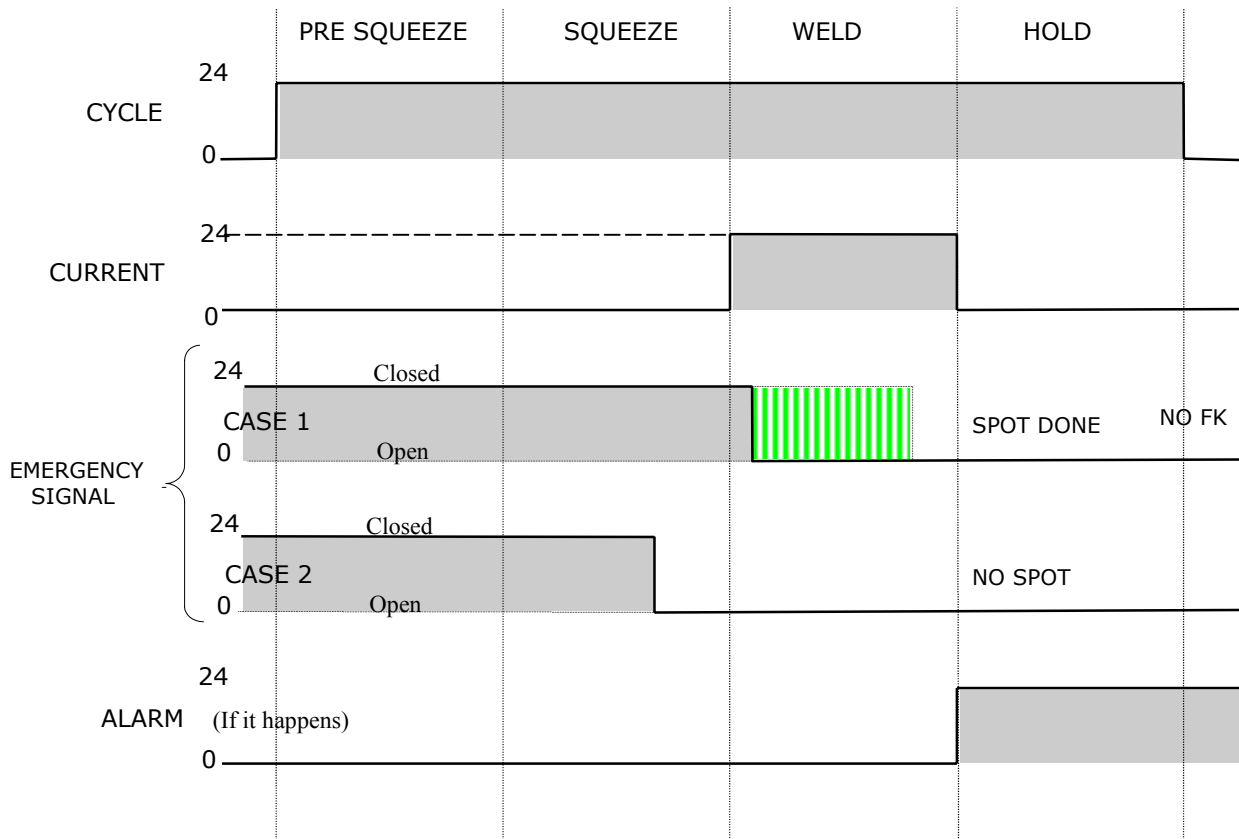 PRE SQUEEZE SQUEEZE WELD HOLD
24
CYCLE
0
24
CURRENT
0
24 Closed
CASE 1
SPOT DONE NO FK
0 Open
EMERGENCY
SIGNAL
24 Closed
CASE 2
NO SPOT
0 Open
24
ALARM (If it happens)
0